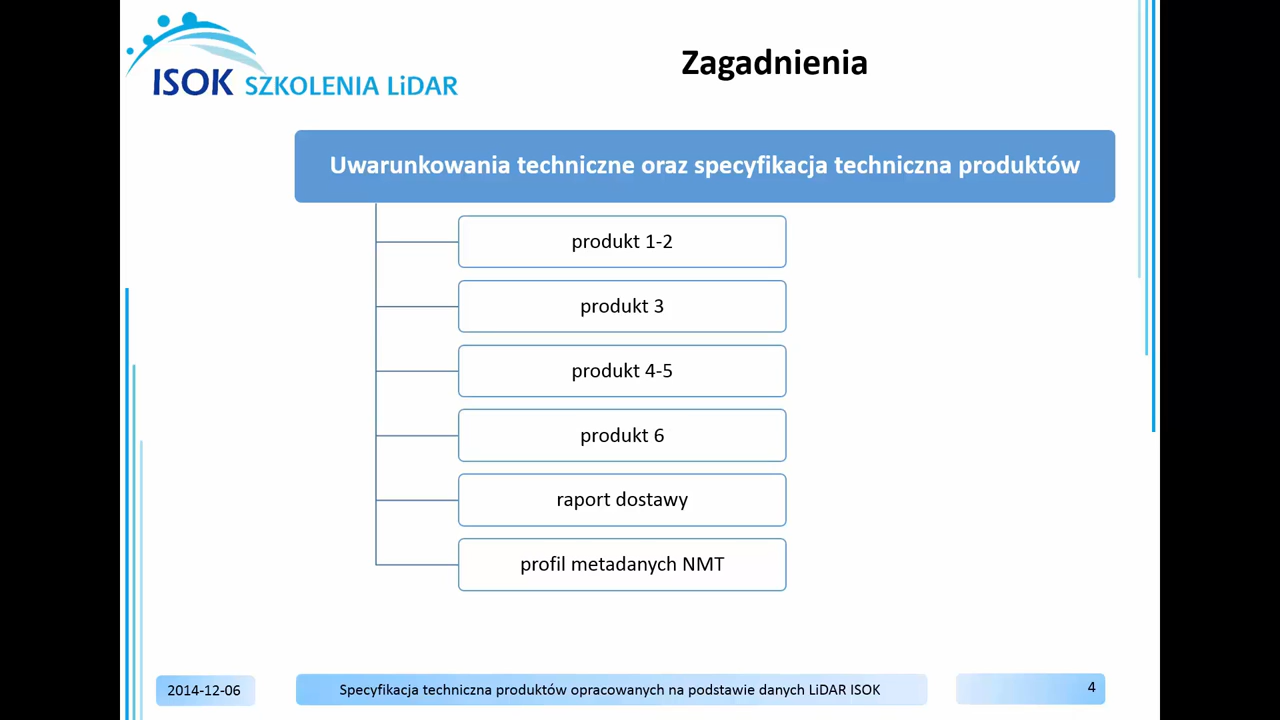 ISOK SZKOLENIA LiDAR
Zagadnienia
Uwarunkowania techniczne oraz specyfikacja techniczna produktów
produkt 1-2
produkt 3
produkt 4-5
produkt 6
raport dostawy
profil metadanych NMT
2014-12-06
Specyfikacja techniczna produktów opracowanych na podstawie danych LiDAR ISOK
4